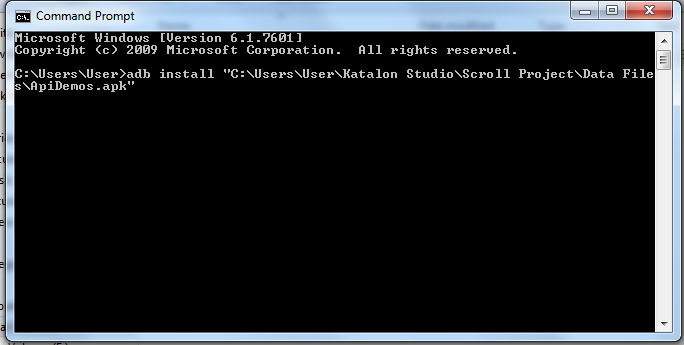 Command Prompt
Microsoft Windows [Version 6.1.7601]
Copyright (c) 2009 Microsoft Corporation.  All rights reserved.
C:\Users\User>adb install "C:\Users\User\Katalon Studio\Scroll Project\Data File
s\ApiDemos.apk"